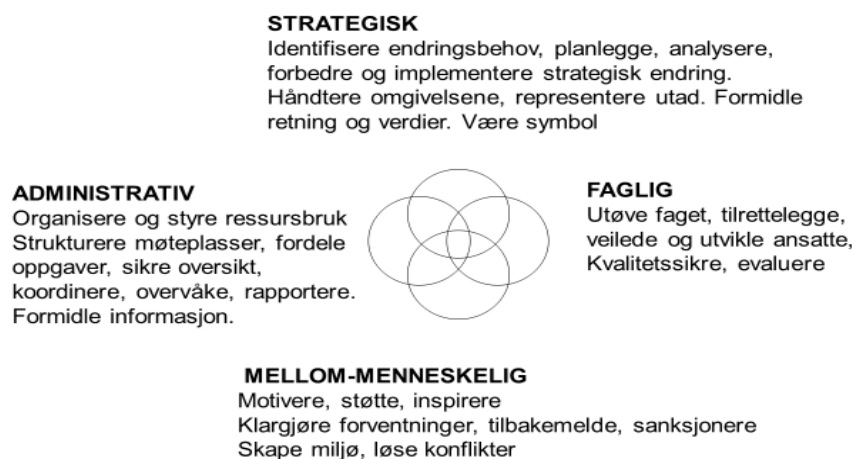 STRATEGISK
Identifisere endringsbehov, planlegge, analysere,
forbedre og implementere strategisk endring.
Håndtere omgivelsene, representere utad. Formidle
retning og verdier. Være symbol
ADMINISTRATIV
Organisere og styre ressursbruk
Strukturere møteplasser, fordele
oppgaver, sikre oversikt,
koordinere, overvåke, rapportere.
Formidle informasjon.
FAGLIG
Utøve faget, tilrettelegge,
veilede og utvikle ansatte,
Kvalitetssikre, evaluere
MELLOM-MENNESKELIG
Motivere, støtte, inspirere
Klargjøre forventninger, tilbakemelde, sanksjonere
Skape miljø, løse konflikter